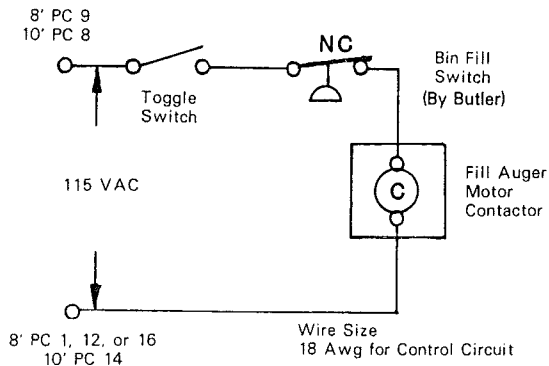 8' PC 9
10' PC 8
NC
Bin Fill
Switch
(By Butler)
Toggle
Switch
115 VAC
C
Fill Auger
Motor
Contactor
8' PC 1, 12, or 16
10' PC 14
Wire Size
18 Awg for Control Circuit